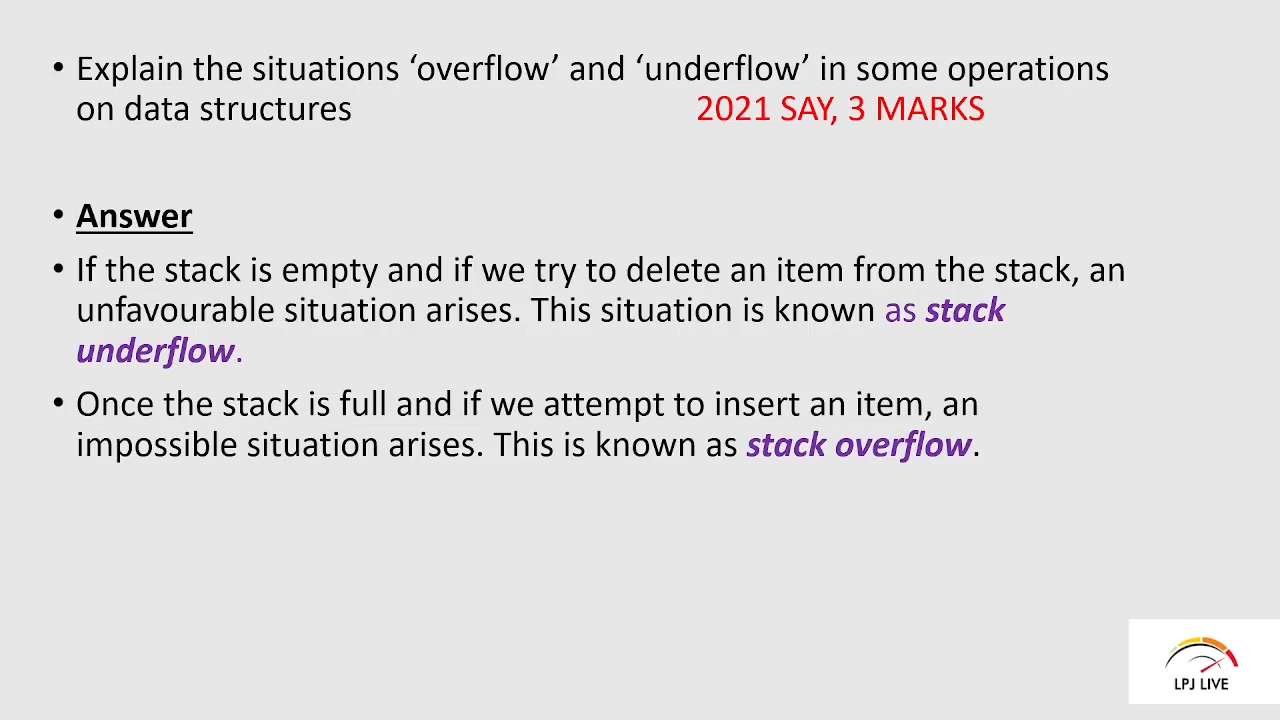 • Explain the situations ‘overflow’ and ‘underflow’ in some operations
on data structures 2021 SAY, 3 MARKS
• Answer
• If the stack is empty and if we try to delete an item from the stack, an
unfavourable situation arises. This situation is known as stack
underflow.
• Once the stack is full and if we attempt to insert an item, an
impossible situation arises. This is known as stack overflow.
LPJ LIVE